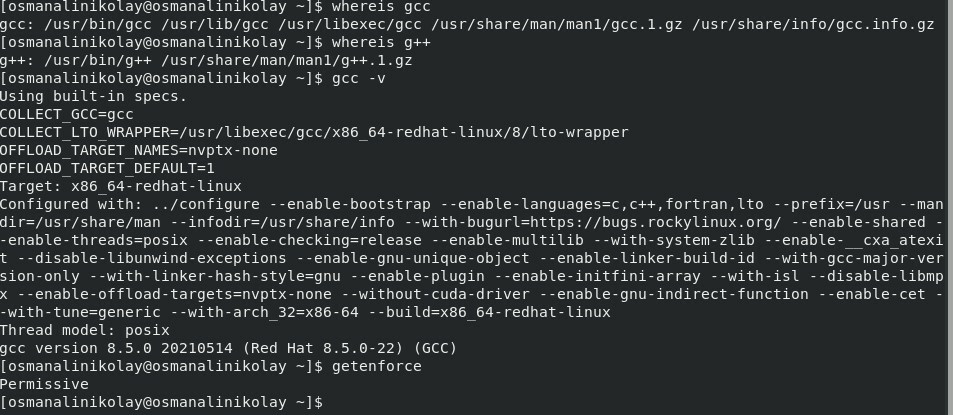 [osmanalinikolay@osmanalinikolay ~]$ whereis gcc
gcc: /usr/bin/gcc /usr/lib/gcc /usr/libexec/gcc /usr/share/man/man1/gcc.1.gz /usr/share/info/gcc.info.gz
[osmanalinikolay@osmanalinikolay ~]$ whereis g++
g++: /usr/bin/g++ /usr/share/man/man1/g++.1.gz
[osmanalinikolay@osmanalinikolay ~]$ gcc -v
Using built-in specs.
COLLECT_GCC=gcc
COLLECT_LTO_WRAPPER=/usr/libexec/gcc/x86_64-redhat-linux/8/lto-wrapper
OFFLOAD_TARGET_NAMES=nvptx-none
OFFLOAD_TARGET_DEFAULT=1
Target: x86_64-redhat-linux
Configured with: ../configure --enable-bootstrap --enable-languages=c,c++,fortran,lto --prefix=/usr --man
dir=/usr/share/man --infodir=/usr/share/info --with-bugurl=https://bugs.rockylinux.org/ --enable-shared -
-enable-threads=posix --enable-checking=release --enable-multilib --with-system-zlib --enable-__cxa_atexi
t --disable-libunwind-exceptions --enable-gnu-unique-object --enable-linker-build-id --with-gcc-major-ver
sion-only --with-linker-hash-style=gnu --enable-plugin --enable-initfini-array --with-isl --disable-libmp
x --enable-offload-targets=nvptx-none --without-cuda-driver --enable-gnu-indirect-function --enable-cet -
-with-tune=generic --with-arch_32=x86-64 --build=x86_64-redhat-linux
Thread model: posix
gcc version 8.5.0 20210514 (Red Hat 8.5.0-22) (GCC)
[osmanalinikolay@osmanalinikolay ~]$ getenforce
Permissive
[osmanalinikolay@osmanalinikolay ~]$